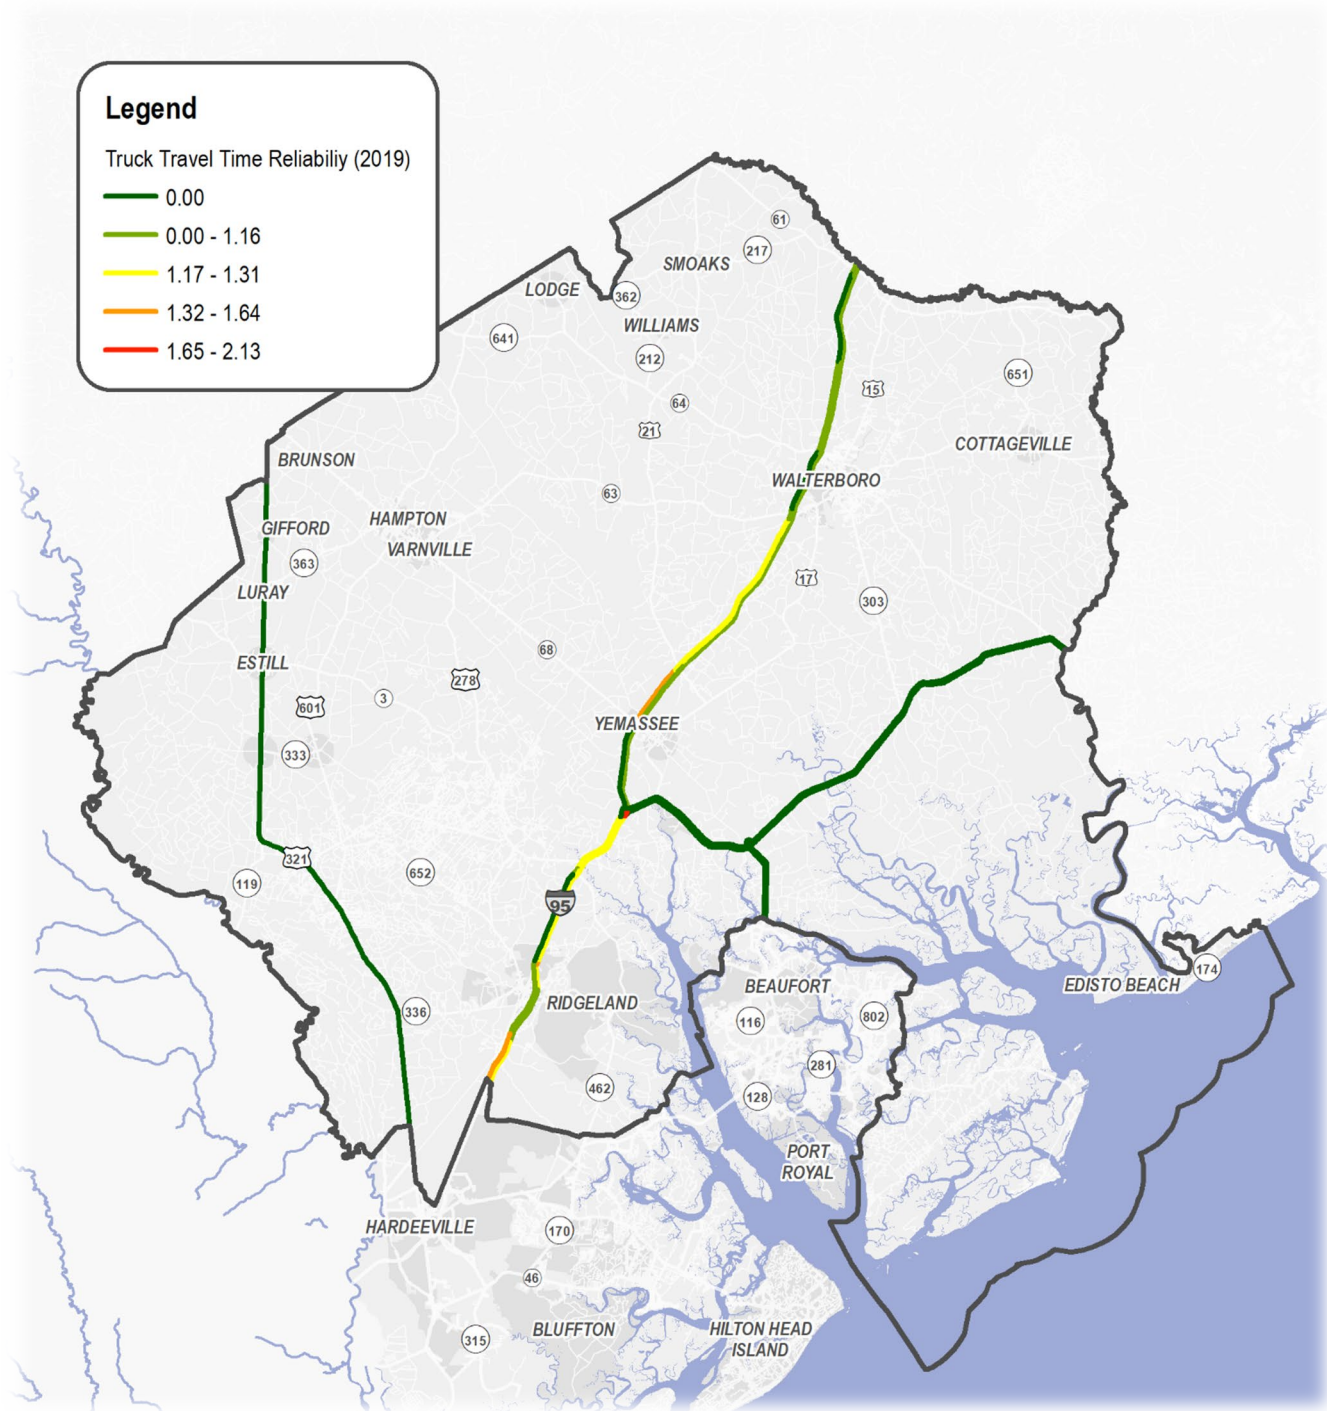 Legend
Truck Travel Time Reliabiliy (2019)
0.00
0.00 - 1.16
1.17 - 1.31
1.32 - 1.64
1.65 - 2.13
61
217
SMOAKS
LODGE
362
WILLIAMS
641
212
651
15
64
21
COTTAGEVILLE
BRUNSON
WALTERBORO
63
HAMPTON
GIFFORD
VARNVILLE
363
17
LURAY
303
68
ESTILL
278
3
601
YEMASSEE
333
321
652
119
95
174
EDISTO BEACH
BEAUFORT
RIDGELAND
336
116
802
281
462
128
PORT
ROYAL
HARDEEVILLE
170
46
BLUFFTON
HILTON HEAD
ISLAND
315